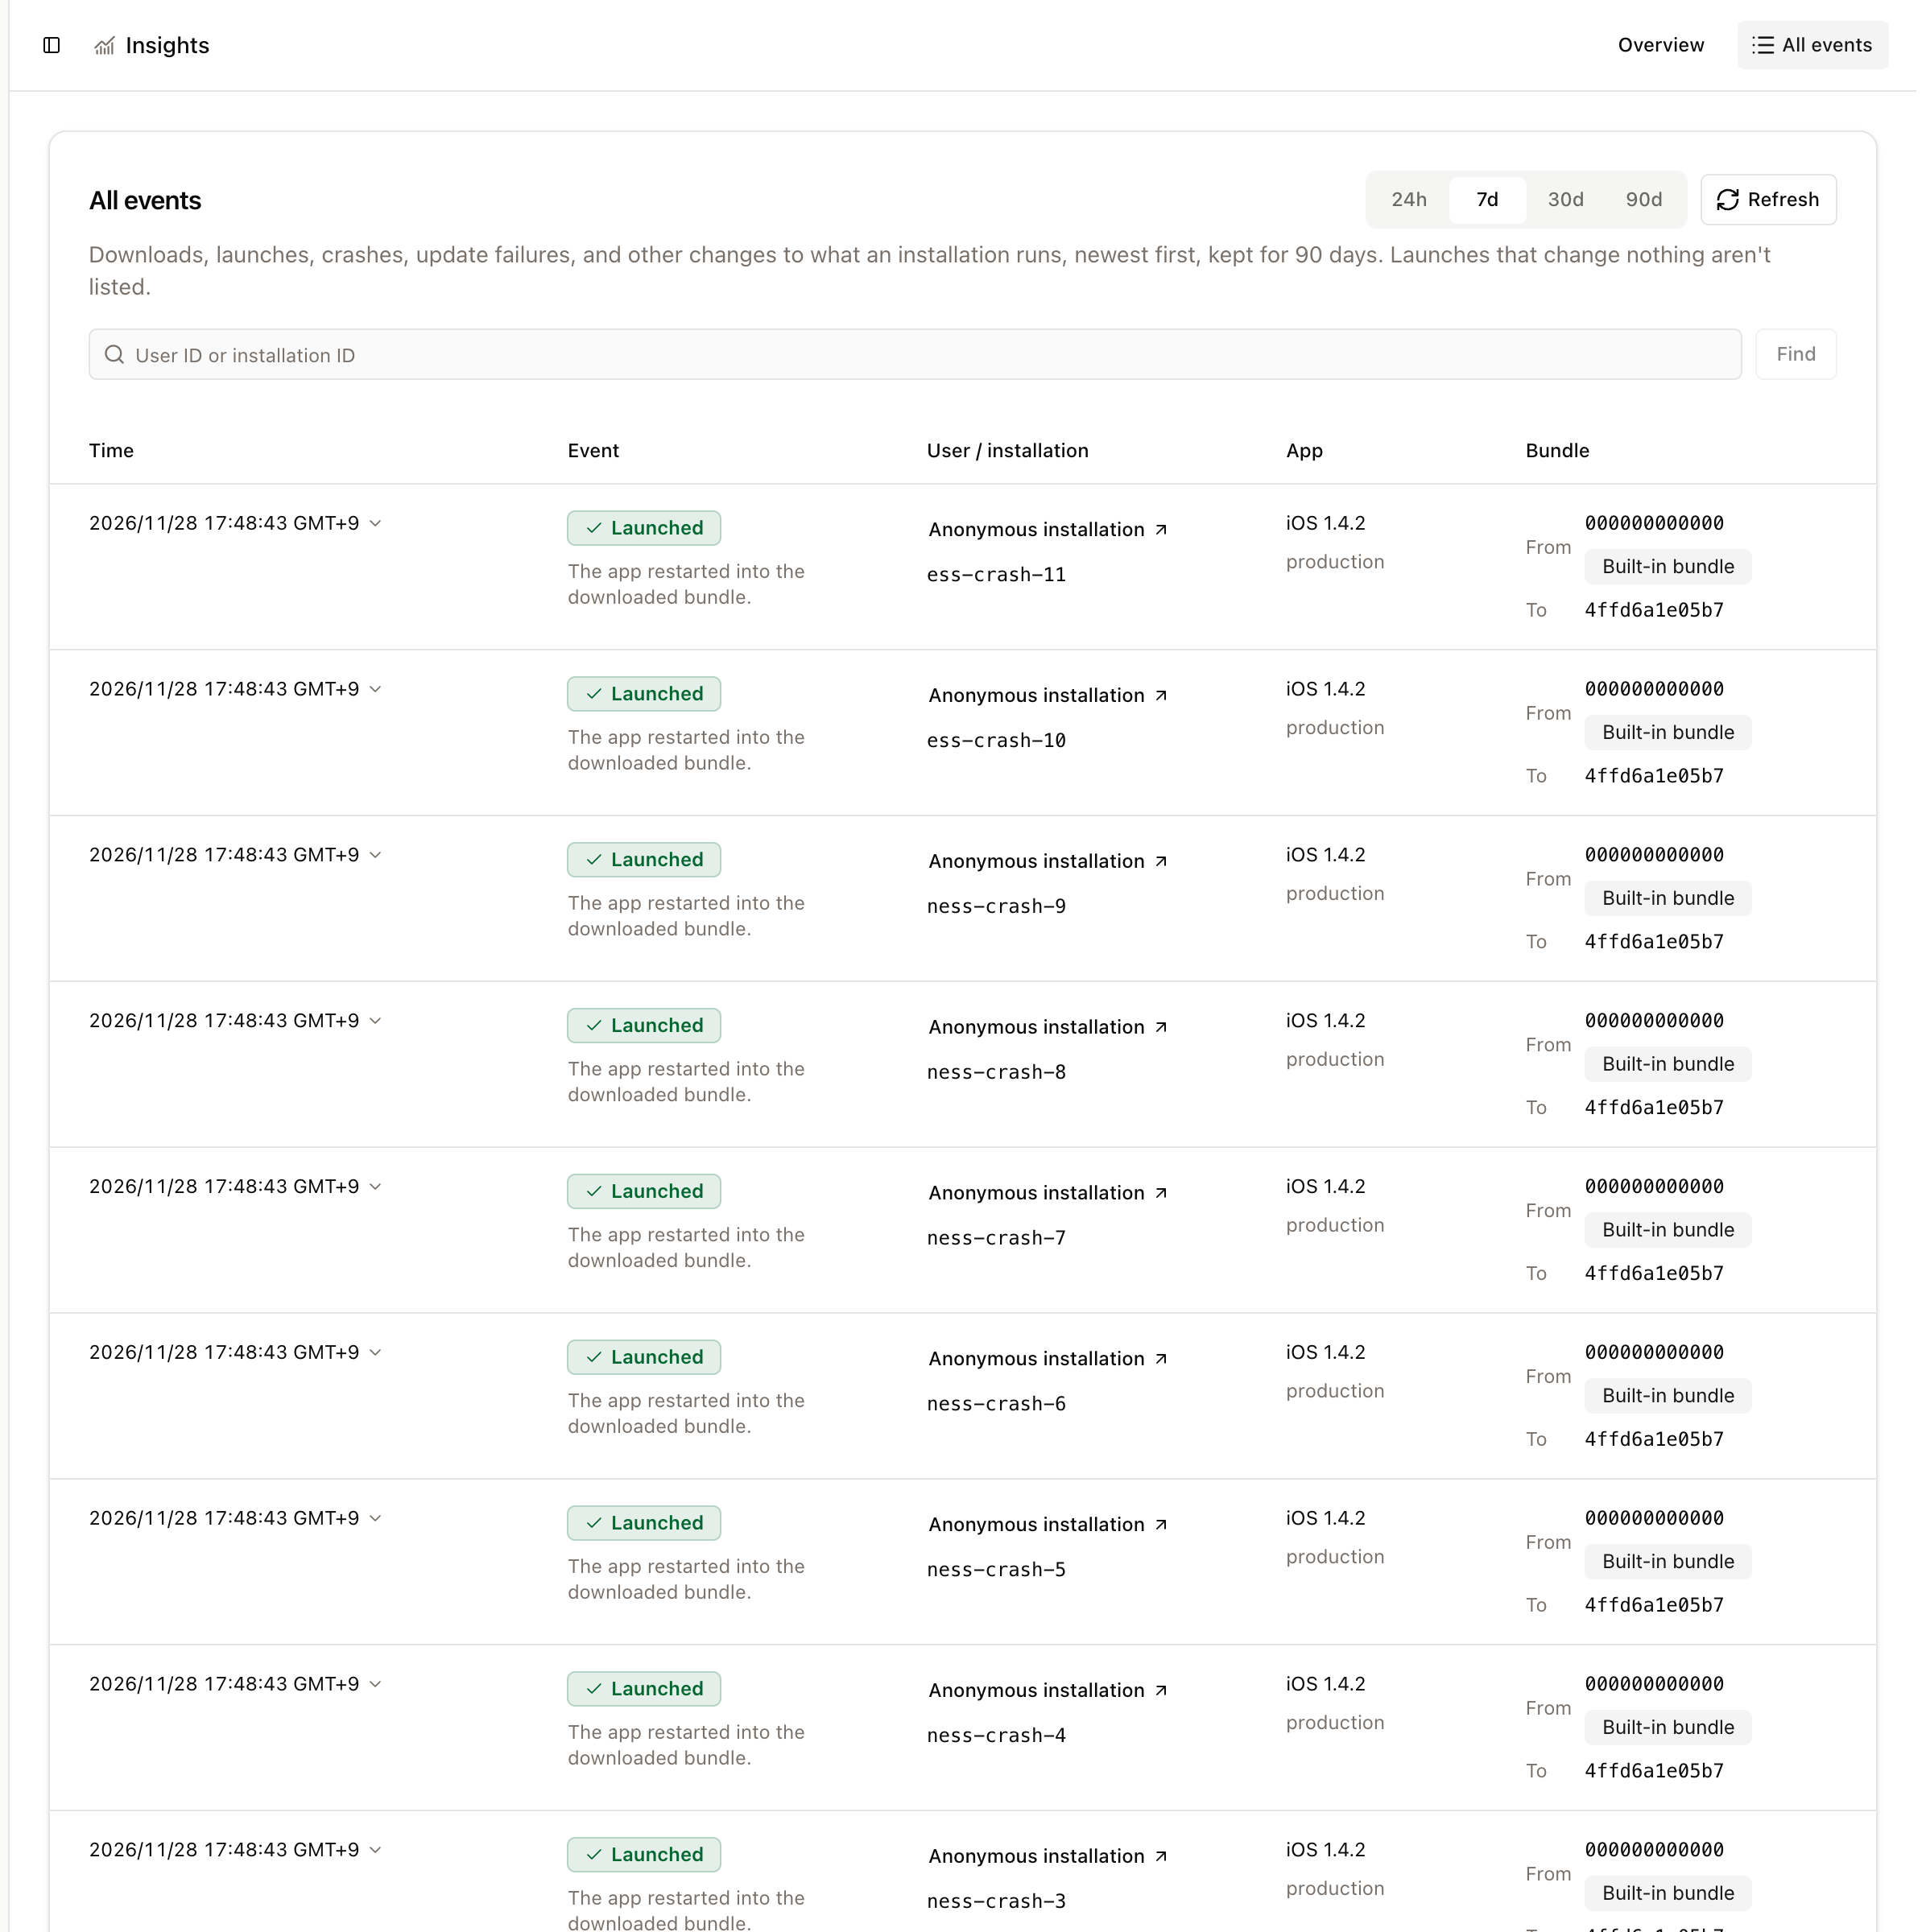 Insights
Overview
All events
All events
24h
7d
30d
90d
Refresh
Downloads, launches, crashes, update failures, and other changes to what an installation runs, newest first, kept for 90 days. Launches that change nothing aren't
listed.
User ID or installation ID
Find
Time
Event
User / installation
App
Bundle
2026/11/28 17:48:43 GMT+9
Launched
The app restarted into the
downloaded bundle.
Anonymous installation
ess-crash-11
iOS 1.4.2
production
From
000000000000
Built-in bundle
To
4ffd6a1e05b7
2026/11/28 17:48:43 GMT+9
Launched
The app restarted into the
downloaded bundle.
Anonymous installation
ess-crash-10
iOS 1.4.2
production
From
000000000000
Built-in bundle
To
4ffd6a1e05b7
2026/11/28 17:48:43 GMT+9
Launched
The app restarted into the
downloaded bundle.
Anonymous installation
ness-crash-9
iOS 1.4.2
production
From
000000000000
Built-in bundle
To
4ffd6a1e05b7
2026/11/28 17:48:43 GMT+9
Launched
The app restarted into the
downloaded bundle.
Anonymous installation
ness-crash-8
iOS 1.4.2
production
From
000000000000
Built-in bundle
To
4ffd6a1e05b7
2026/11/28 17:48:43 GMT+9
Launched
The app restarted into the
downloaded bundle.
Anonymous installation
ness-crash-7
iOS 1.4.2
production
From
000000000000
Built-in bundle
To
4ffd6a1e05b7
2026/11/28 17:48:43 GMT+9
Launched
The app restarted into the
downloaded bundle.
Anonymous installation
ness-crash-6
iOS 1.4.2
production
From
000000000000
Built-in bundle
To
4ffd6a1e05b7
2026/11/28 17:48:43 GMT+9
Launched
The app restarted into the
downloaded bundle.
Anonymous installation
ness-crash-5
iOS 1.4.2
production
From
000000000000
Built-in bundle
To
4ffd6a1e05b7
2026/11/28 17:48:43 GMT+9
Launched
The app restarted into the
downloaded bundle.
Anonymous installation
ness-crash-4
iOS 1.4.2
production
From
000000000000
Built-in bundle
To
4ffd6a1e05b7
2026/11/28 17:48:43 GMT+9
Launched
The app restarted into the
downloaded bundle.
Anonymous installation
ness-crash-3
iOS 1.4.2
production
From
000000000000
Built-in bundle